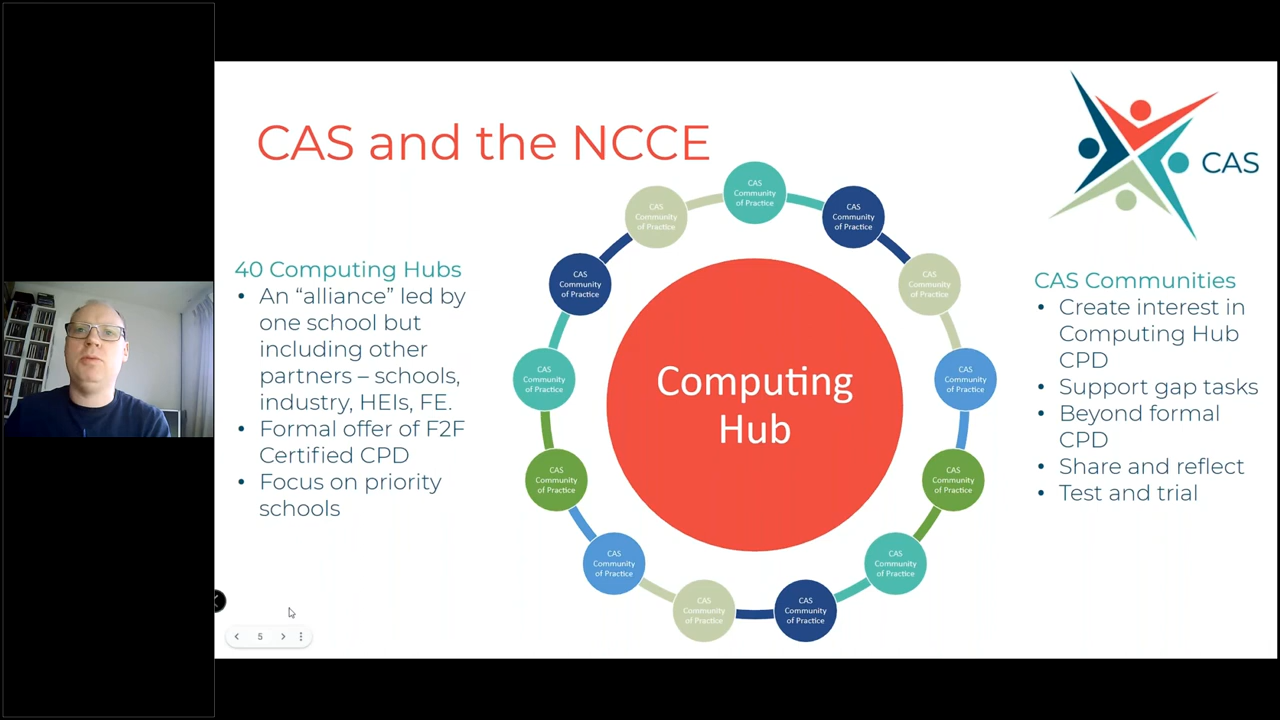 CAS and the NCCE
CAS
40 Computing Hubs
• An “alliance” led by
one school but
including other
partners – schools,
industry, HEIs, FE.
• Formal offer of F2F
Certified CPD
• Focus on priority
schools
CAS
Community
of Practice
CAS
Community
of Practice
CAS
Community
of Practice
CAS
Community
of Practice
CAS
Community
of Practice
CAS
Community
of Practice
CAS
Community
of Practice
CAS
Community
of Practice
CAS
Community
of Practice
CAS
Community
of Practice
CAS
Community
of Practice
CAS
Community
of Practice
CAS
Community
of Practice
Computing
Hub
CAS Communities
• Create interest in
Computing Hub
CPD
• Support gap tasks
• Beyond formal
CPD
• Share and reflect
• Test and trial
5